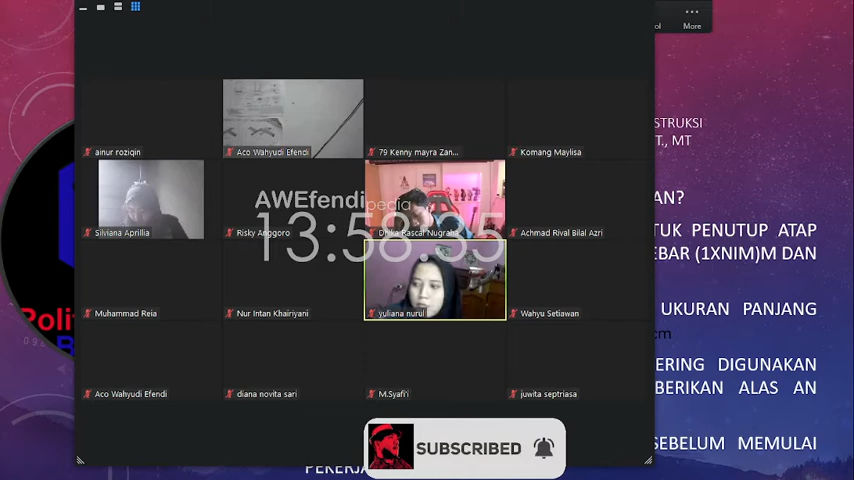 More
STRUKSI
T., MT
ainur roziqin
Aco Wahyudi Efendi
79 Kenny mayra Zan...
Komang Maylisa
AN?
AWEfendipedia
13:58.35
Silviana Aprillia
Risky Anggoro
Dhika Rascal Nugraha
Achmad Rival Bilal Azri
TUK PENUTUP ATAP
EBAR (1XNIM)M DAN
Muhammad Reia
Nur Intan Khairiyani
yuliana nurul
Wahyu Setiawan
UKURAN PANJANG
cm
ERING DIGUNAKAN
BERIKAN ALAS AN
Aco Wahyudi Efendi
diana novita sari
M.Syafi'i
juwita septriasa
SUBSCRIBED
SEBELUM MEMULAI
Polit
B